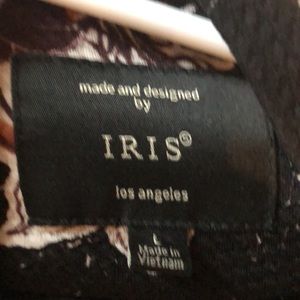 made and designed
by
IRIS®
los angeles
L
Made in
Vietnam